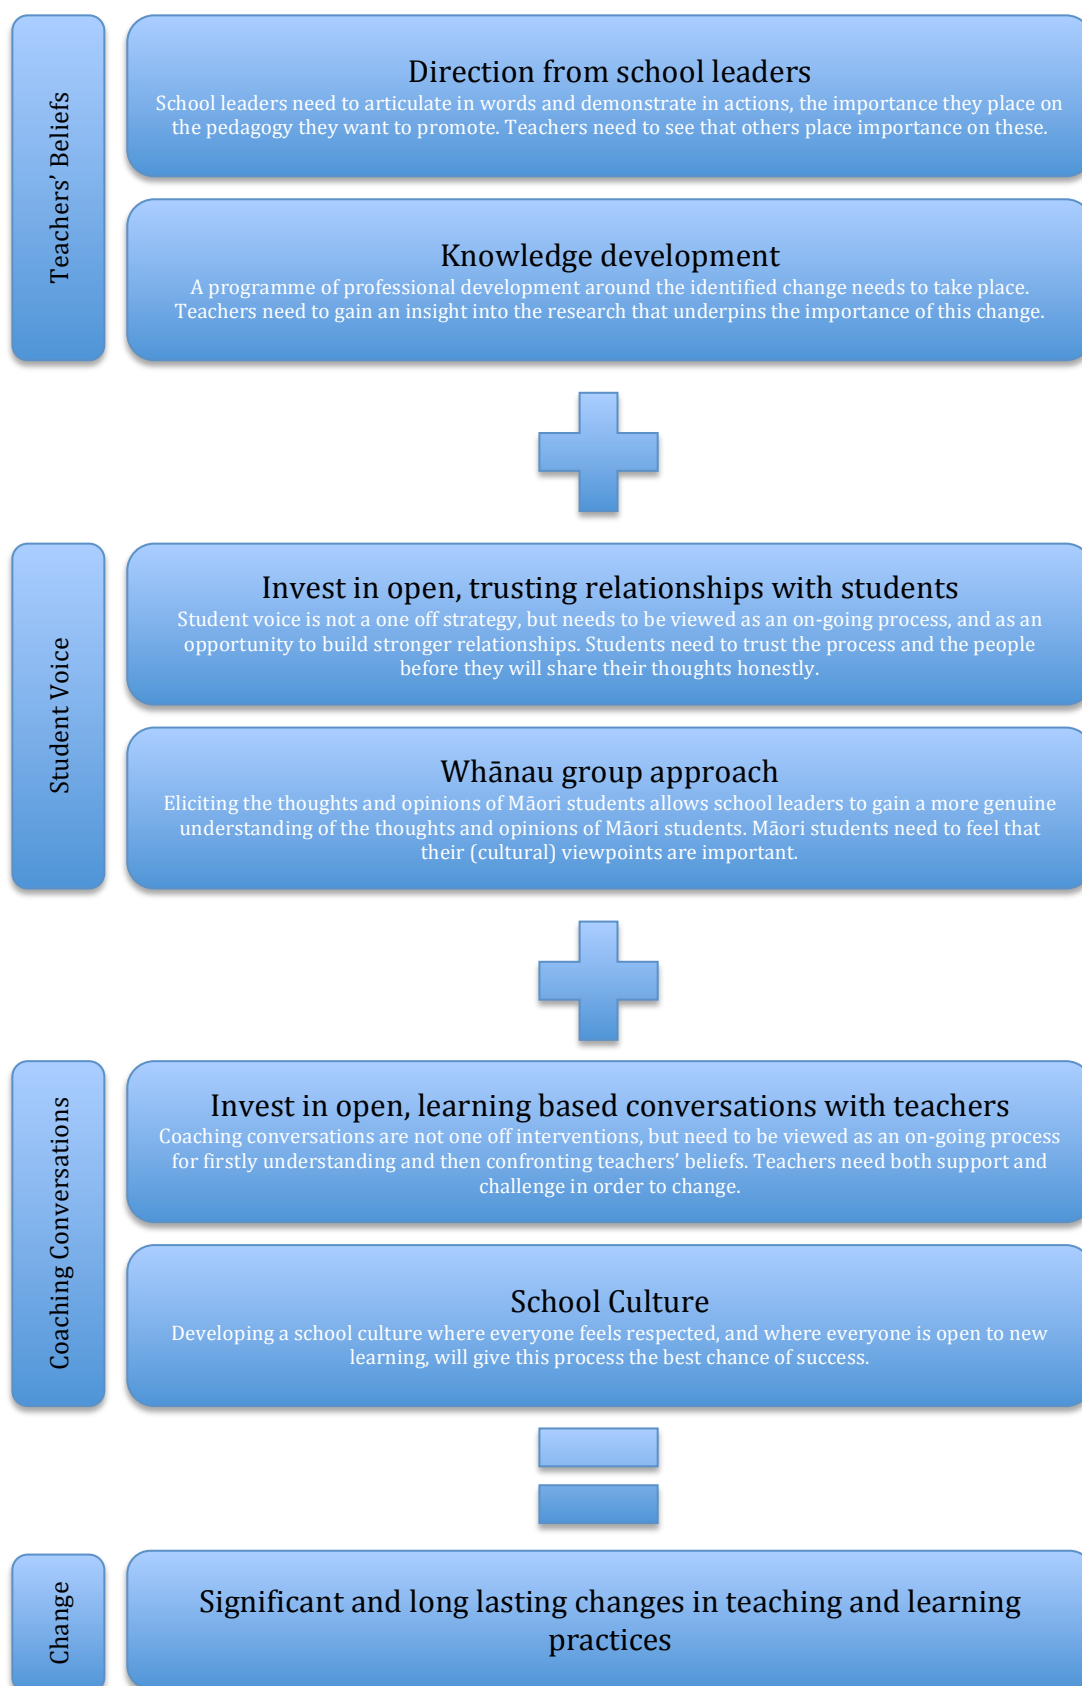 Teachers' Beliefs
Direction from school leaders
School leaders need to articulate in words and demonstrate in actions, the importance they place on
the pedagogy they want to promote. Teachers need to see that others place importance on these.
Knowledge development
A programme of professional development around the identified change needs to take place.
Teachers need to gain an insight into the research that underpins the importance of this change.
Student Voice
Invest in open, trusting relationships with students
Student voice is not a one off strategy, but needs to be viewed as an on-going process, and as an
opportunity to build stronger relationships. Students need to trust the process and the people
before they will share their thoughts honestly.
Whānau group approach
Eliciting the thoughts and opinions of Māori students allows school leaders to gain a more genuine
understanding of the thoughts and opinions of Māori students. Māori students need to feel that
their (cultural) viewpoints are important.
Coaching Conversations
Invest in open, learning based conversations with teachers
Coaching conversations are not one off interventions, but need to be viewed as an on-going process
for firstly understanding and then confronting teachers' beliefs. Teachers need both support and
challenge in order to change.
School Culture
Developing a school culture where everyone feels respected, and where everyone is open to new
learning, will give this process the best chance of success.
Change
Significant and long lasting changes in teaching and learning
practices